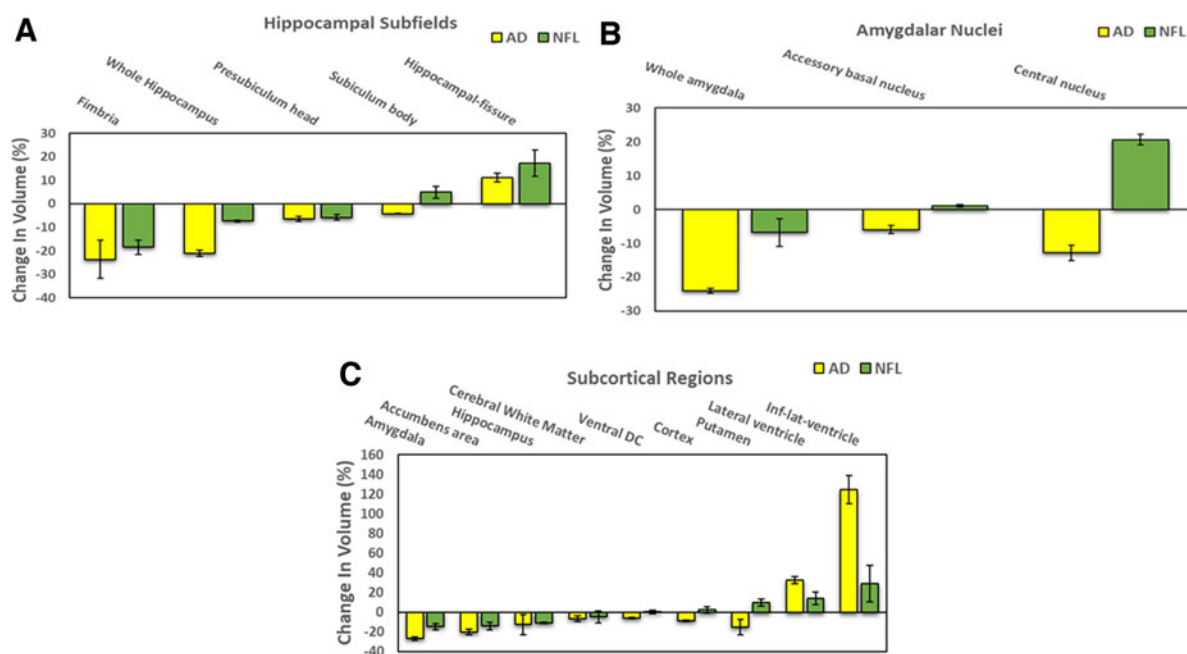 A
Hippocampal Subfields
AD NFL
Fimbria
Whole Hippocampus
Presubiculum head
Subiculum body
Hippocampal-fissure
Change In Volume (%)
30
20
10
0
-10
-20
-30
-40
B
Amygdalar Nuclei
AD NFL
Whole amygdala
Accessory basal nucleus
Central nucleus
Change In Volume (%)
30
20
10
0
-10
-20
-30
C
Subcortical Regions
AD NFL
Amygdala
Accumbens area
Hippocampus
Cerebral White Matter
Ventral DC
Cortex
Putamen
Lateral ventricle
Inf-lat-ventricle
Change In Volume (%)
160
140
120
100
80
60
40
20
0
-20
-40